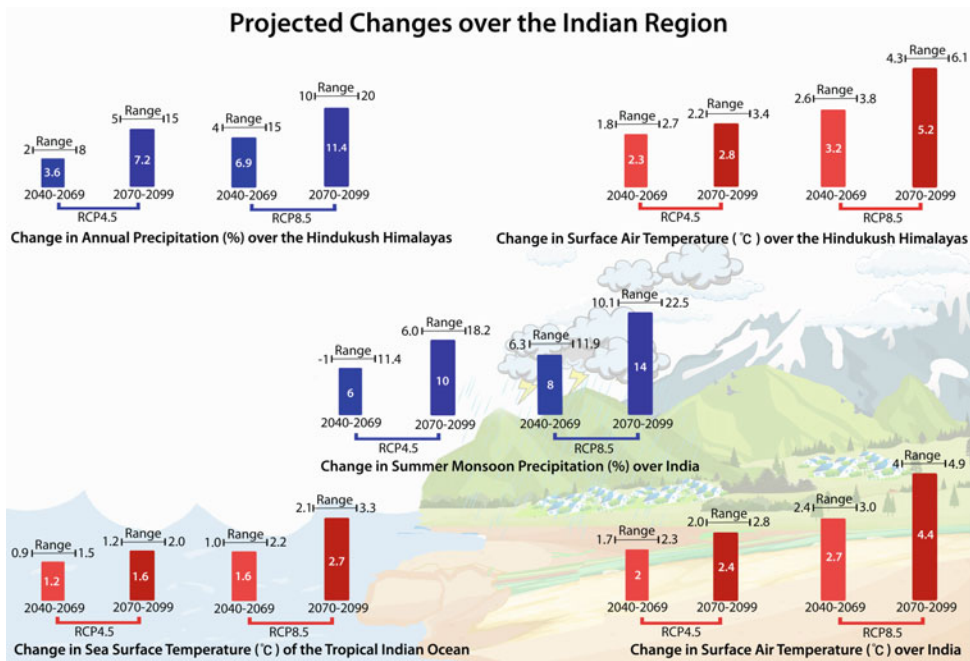 Projected Changes over the Indian Region
Range
2 8
3.6
2040-2069
Range
5 15
7.2
2070-2099
RCP4.5
Range
4 15
6.9
2040-2069
Range
10 20
11.4
2070-2099
RCP8.5
Change in Annual Precipitation (%) over the Hindukush Himalayas
Range
1.8 2.7
2.3
2040-2069
Range
2.2 3.4
2.8
2070-2099
RCP4.5
Range
2.6 3.8
3.2
2040-2069
Range
4.3 6.1
5.2
2070-2099
RCP8.5
Change in Surface Air Temperature (℃) over the Hindukush Himalayas
Range
-1 11.4
6
2040-2069
Range
6.0 18.2
10
2070-2099
RCP4.5
Range
6.3 11.9
8
2040-2069
Range
10.1 22.5
14
2070-2099
RCP8.5
Change in Summer Monsoon Precipitation (%) over India
Range
0.9 1.5
1.2
2040-2069
Range
1.2 2.0
1.6
2070-2099
RCP4.5
Range
1.0 2.2
1.6
2040-2069
Range
2.1 3.3
2.7
2070-2099
RCP8.5
Change in Sea Surface Temperature (℃) of the Tropical Indian Ocean
Range
1.7 2.3
2
2040-2069
Range
2.0 2.8
2.4
2070-2099
RCP4.5
Range
2.4 3.0
2.7
2040-2069
Range
4 4.9
4.4
2070-2099
RCP8.5
Change in Surface Air Temperature (℃) over India